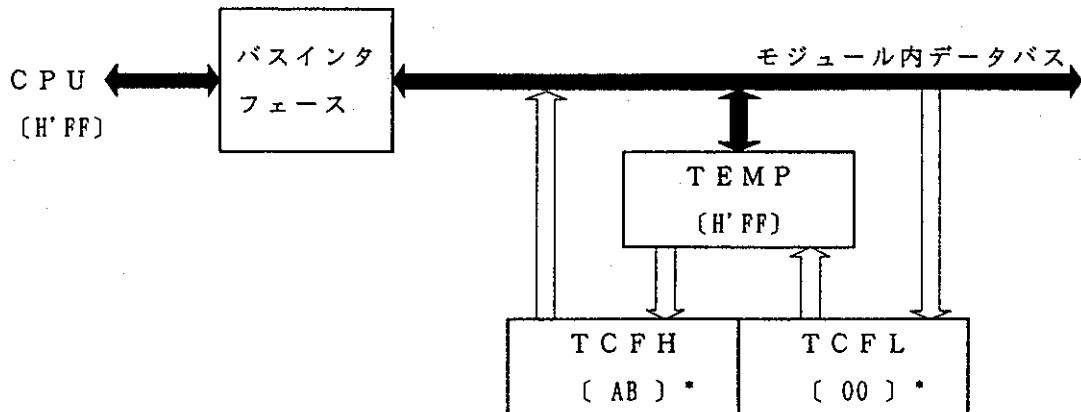 バスインタ
フェース
モジュール内データバス
CPU
〔H'FF〕
TEMP
〔H'FF〕
TCFH
TCFL
〔 AB 〕*
〔 00 〕*